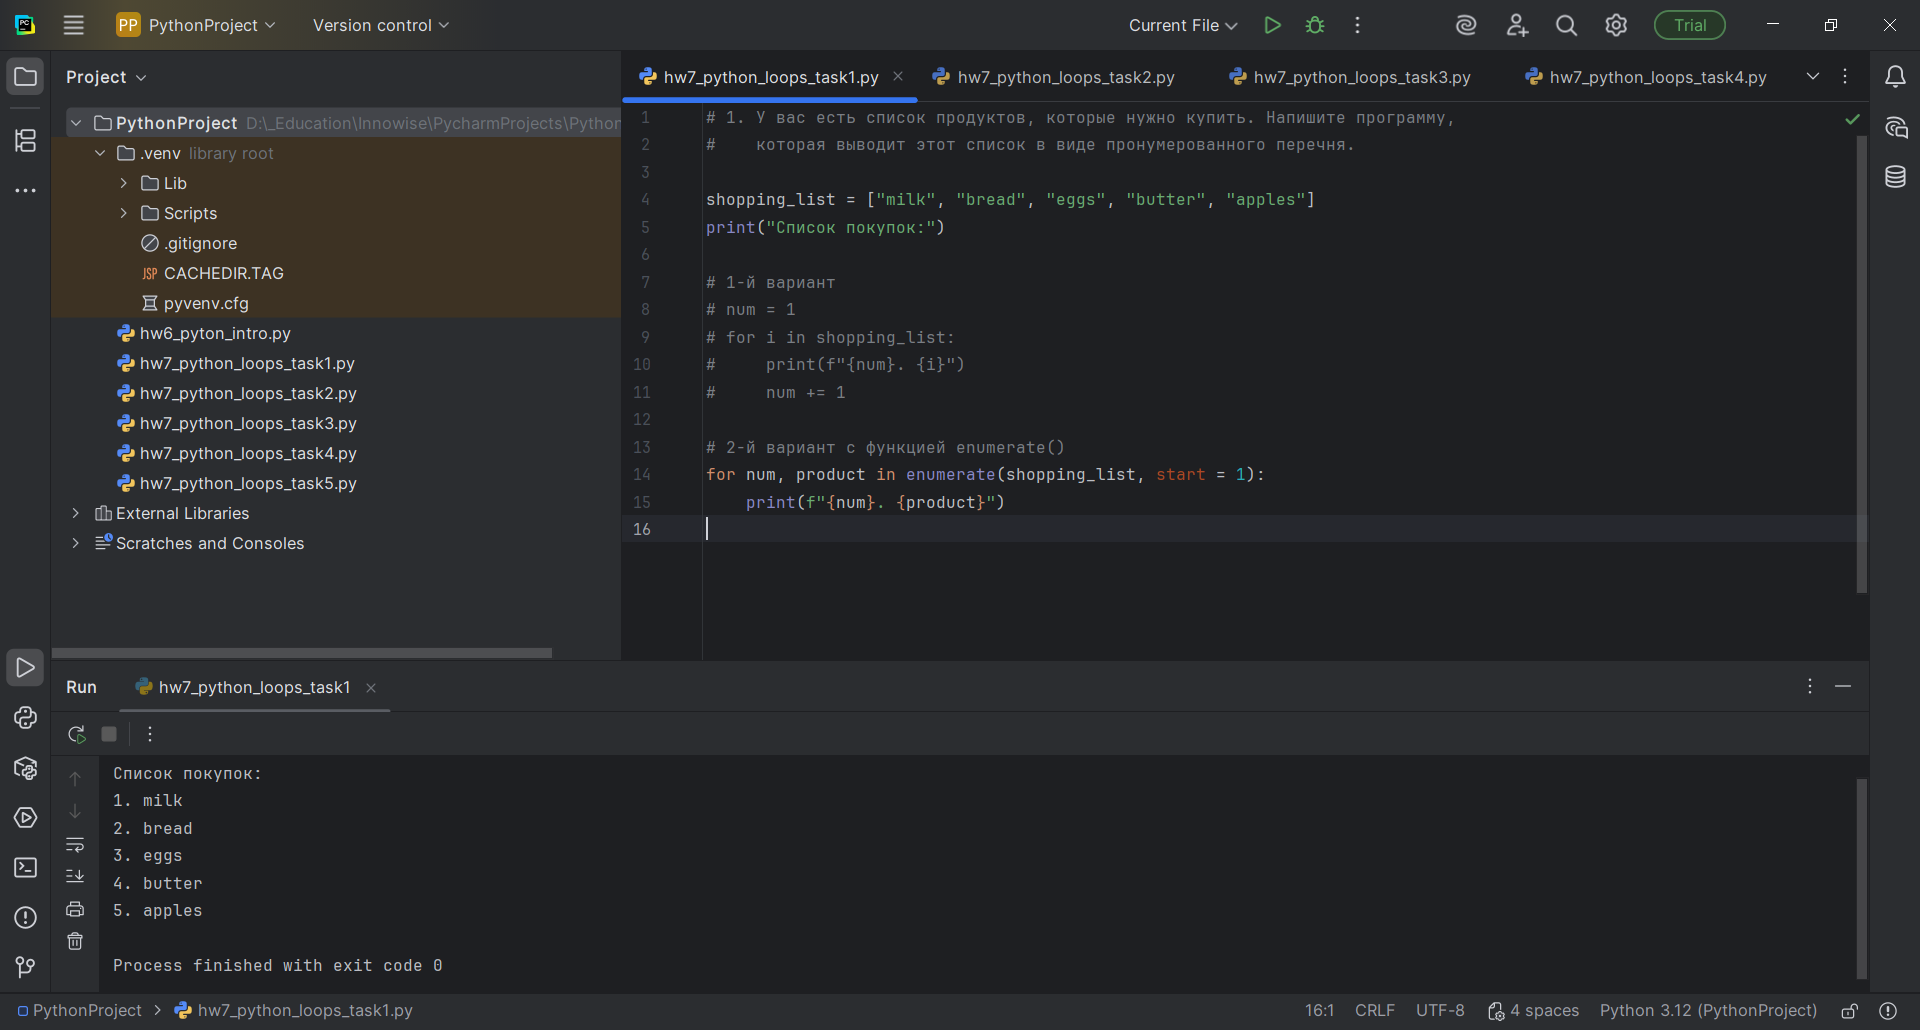 PP PythonProject Version control Current File Trial
Project
hw7_python_loops_task1.py hw7_python_loops_task2.py hw7_python_loops_task3.py hw7_python_loops_task4.py
PythonProject D:\_Education\Innowise\PycharmProjects\Python
.venv library root
Lib
Scripts
.gitignore
JSP CACHEDIR.TAG
pyvenv.cfg
hw6_pyton_intro.py
hw7_python_loops_task1.py
hw7_python_loops_task2.py
hw7_python_loops_task3.py
hw7_python_loops_task4.py
hw7_python_loops_task5.py
External Libraries
Scratches and Consoles
1 # 1. У вас есть список продуктов, которые нужно купить. Напишите программу,
2 #    которая выводит этот список в виде пронумерованного перечня.
3
4 shopping_list = ["milk", "bread", "eggs", "butter", "apples"]
5 print("Список покупок:")
6
7 # 1-й вариант
8 # num = 1
9 # for i in shopping_list:
10 #     print(f"{num}. {i}")
11 #     num += 1
12
13 # 2-й вариант с функцией enumerate()
14 for num, product in enumerate(shopping_list, start = 1):
15     print(f"{num}. {product}")
16
Run hw7_python_loops_task1
Список покупок:
1. milk
2. bread
3. eggs
4. butter
5. apples
Process finished with exit code 0
PythonProject > hw7_python_loops_task1.py 16:1 CRLF UTF-8 4 spaces Python 3.12 (PythonProject)